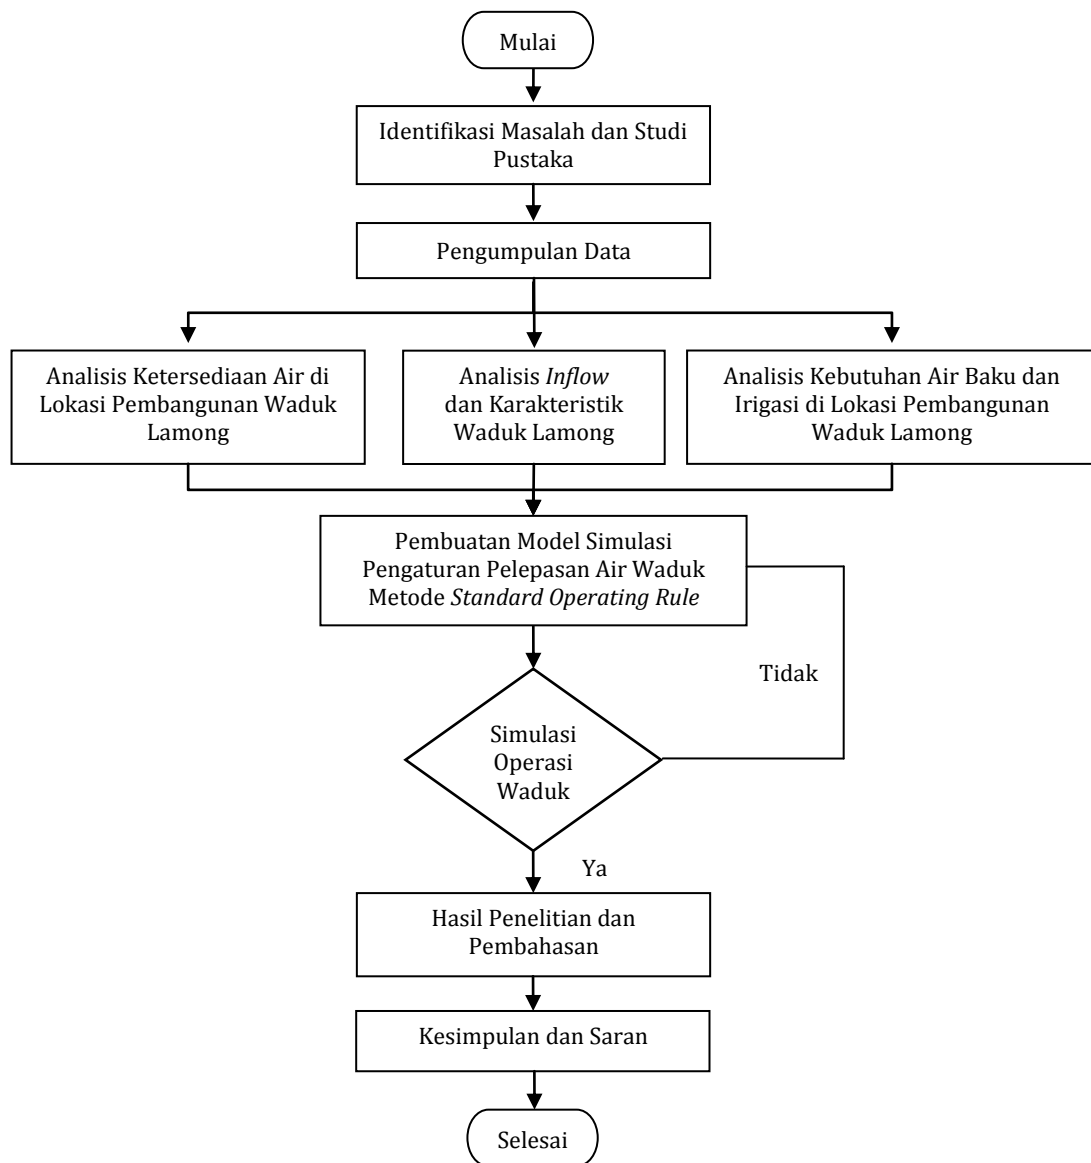 Mulai
Identifikasi Masalah dan Studi
Pustaka
Pengumpulan Data
Analisis Ketersediaan Air di
Lokasi Pembangunan Waduk
Lamong
Analisis Inflow
dan Karakteristik
Waduk Lamong
Analisis Kebutuhan Air Baku dan
Irigasi di Lokasi Pembangunan
Waduk Lamong
Pembuatan Model Simulasi
Pengaturan Pelepasan Air Waduk
Metode Standard Operating Rule
Tidak
Simulasi
Operasi
Waduk
Ya
Hasil Penelitian dan
Pembahasan
Kesimpulan dan Saran
Selesai